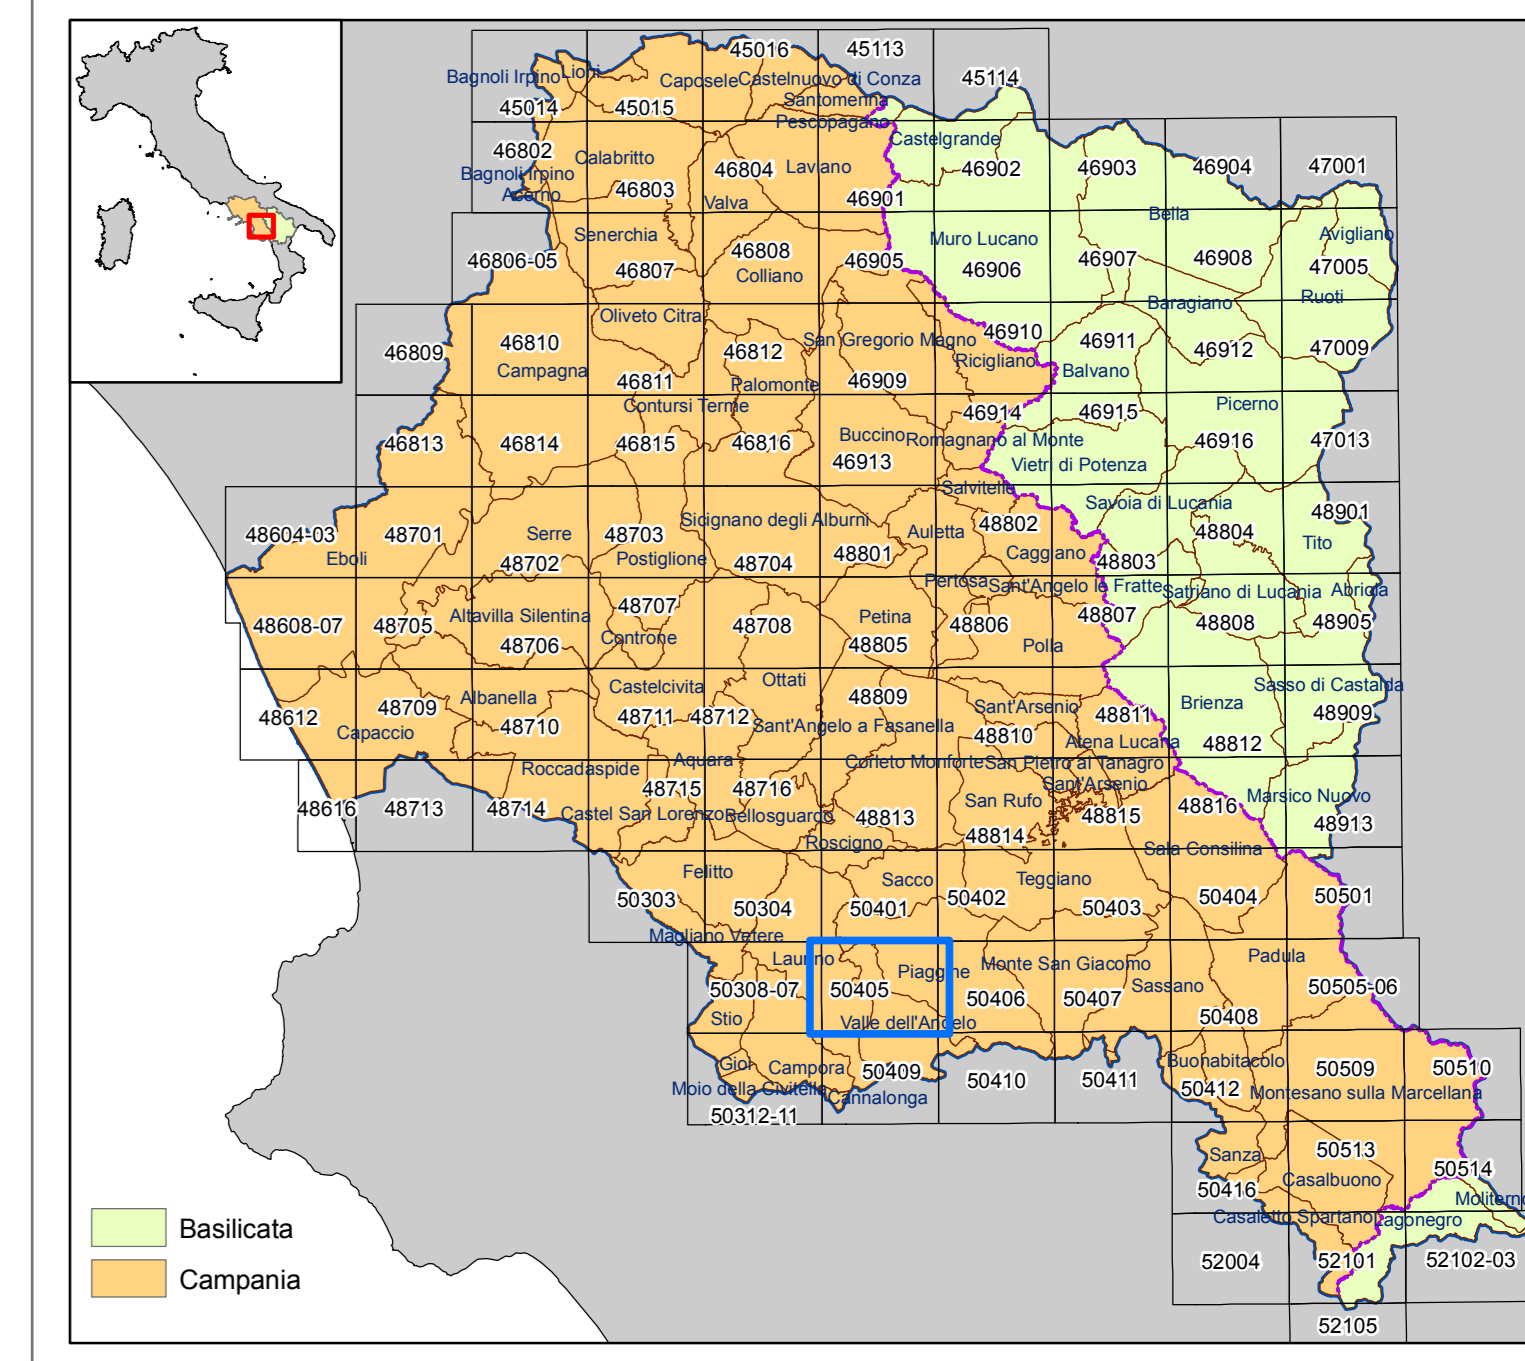 45016
45113
45114
Bagnoli Irpino
Lioni
Caposele
Castelnuovo di Conza
45014
45015
Santomenna
Pescopagano
Castelgrande
46802
Calabritto
46804
Laviano
46902
46903
46904
47001
Bagnoli Irpino
Acerno
46803
Valva
46901
Bella
Senerchia
46808
Muro Lucano
Avigliano
46806-05
46807
Colliano
46905
46906
46907
46908
47005
Oliveto Citra
Baragiano
Ruoti
46809
46810
46812
San Gregorio Magno
46910
46911
46912
47009
Campagna
46811
Palomonte
46909
Ricigliano
Balvano
Contursi Terme
46914
46915
Picerno
46813
46814
46815
46816
Buccino
Romagnano al Monte
46916
47013
46913
Vietri di Potenza
Salvitelle
Savoia di Lucania
48604-03
48701
Serre
48703
Sicignano degli Alburni
Auletta
48802
48804
48901
Eboli
48702
Postiglione
48704
48801
Caggiano
48803
Tito
Pertosa
Sant'Angelo le Fratte
Satriano di Lucania
Abriola
48608-07
48705
Altavilla Silentina
48707
48708
Petina
48806
48807
48808
48905
48706
Controne
48805
Polla
48612
48709
Albanella
Castelcivita
Ottati
48809
Sant'Arsenio
Brienza
Sasso di Castalda
Capaccio
48710
48711
48712
Sant'Angelo a Fasanella
48810
48811
48812
48909
Atena Lucana
Roccadaspide
Aquara
Corleto Monforte
San Pietro al Tanagro
Sant'Arsenio
48616
48713
48714
48715
48716
San Rufo
48816
Marsico Nuovo
Castel San Lorenzo
Bellosguardo
48813
48814
48815
48913
Roscigno
Sala Consilina
Felitto
Sacco
Teggiano
50303
50304
50401
50402
50403
50404
50501
Magliano Vetere
Laurino
Piaggine
Monte San Giacomo
Padula
50308-07
50405
50406
50407
Sassano
50505-06
Stio
Valle dell'Angelo
50408
Gioi
Campora
50409
50410
50411
Buonabitacolo
50509
50510
Moio della Civitella
Cannalonga
50412
Montesano sulla Marcellana
50312-11
Sanza
50513
50514
50416
Casalbuono
Moliterno
Casaletto Spartano
Lagonegro
Basilicata
52004
52101
52102-03
Campania
52105